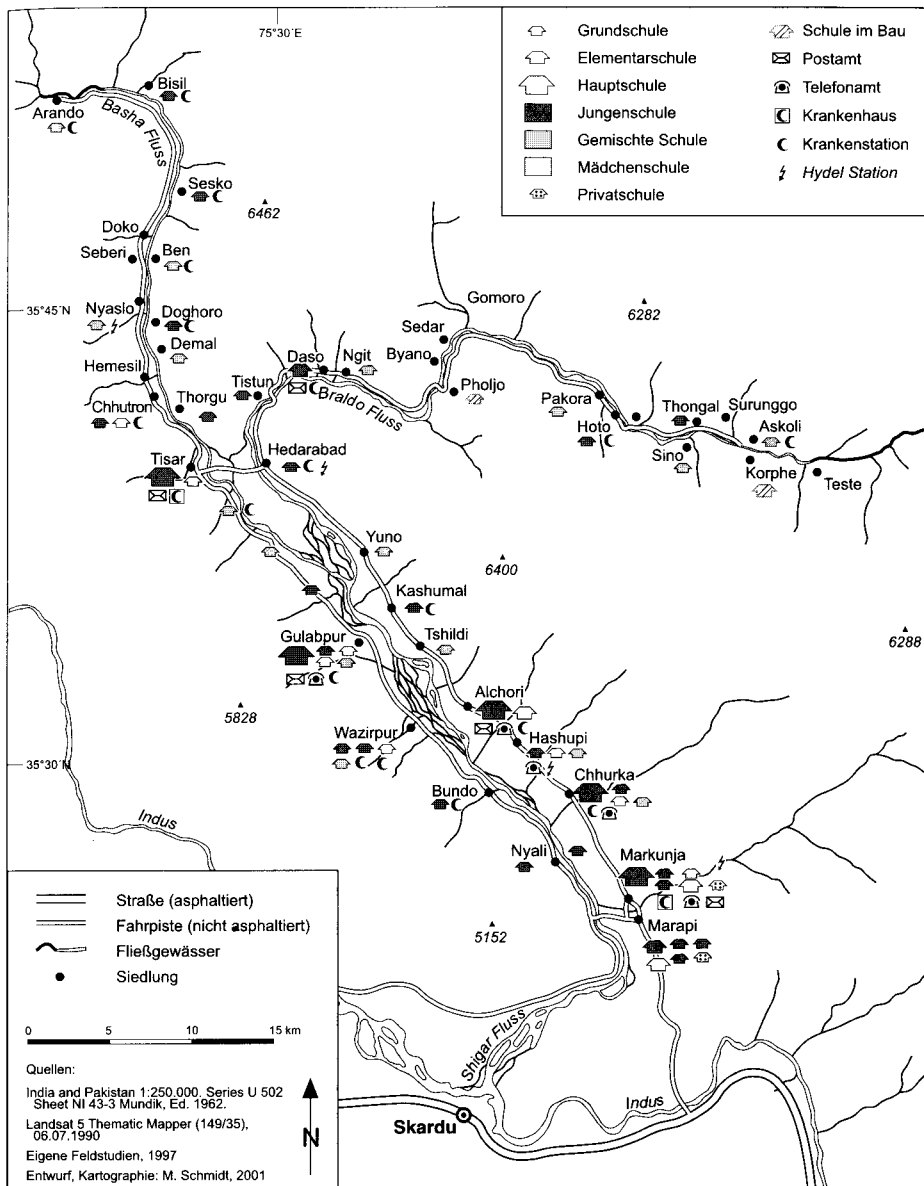 75°30 E
Grundschule
Elementarschule
Hauptschule
Jungenschule
Gemischte Schule
Mädchenschule
Privatschule
Schule im Bau
Postamt
Telefonamt
Krankenhaus
Krankenstation
Hydel Station
Bisil
Arando
Basha Fluss
Sesko
6462
Doko
Seberi
Ben
35°45 N
Nyaslo
Doghoro
Demal
Hemesil
Chhutron
Thorgu
Tistun
Daso
Ngit
Braldo Fluss
Sedar
Byano
Gomoro
Pholjo
6282
Pakora
Hoto
Thongal
Surunggo
Askoli
Sino
Korphe
Teste
Tisar
Hedarabad
Yuno
6400
Kashumal
Tshildi
6288
Gulabpur
5828
Alchori
Wazirpur
Hashupi
35°30 N
Chhurka
Bundo
Indus
Nyali
Markunja
5152
Marapi
Shigar Fluss
Indus
Skardu
Straße (asphaltiert)
Fahrpiste (nicht asphaltiert)
Fließgewässer
Siedlung
0 5 10 15 km
Quellen:
India and Pakistan 1:250.000. Series U 502
Sheet NI 43-3 Mundik, Ed. 1962.
Landsat 5 Thematic Mapper (149/35),
06.07.1990
Eigene Feldstudien, 1997
Entwurf, Kartographie: M. Schmidt, 2001
N